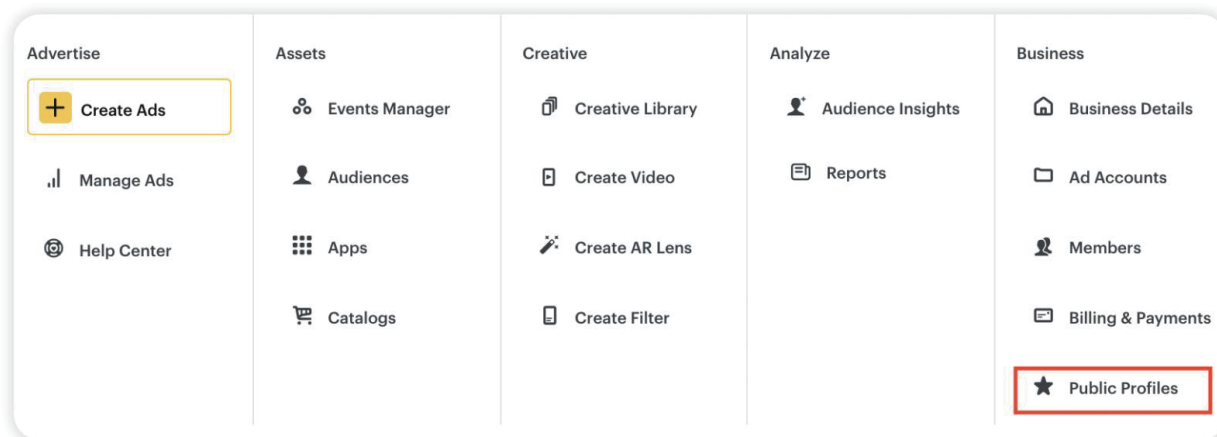 Advertise
Create Ads
Manage Ads
Help Center
Assets
Events Manager
Audiences
Apps
Catalogs
Creative
Creative Library
Create Video
Create AR Lens
Create Filter
Analyze
Audience Insights
Reports
Business
Business Details
Ad Accounts
Members
Billing & Payments
Public Profiles